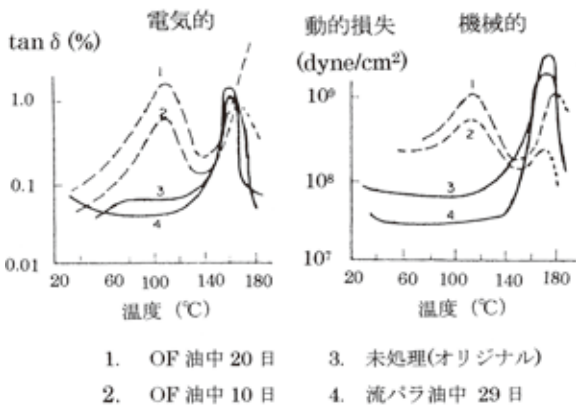 電気的
tan δ (%)
1.0
0.1
0.01
1
2
3
4
20 60 100 140 180
温度 (℃)
動的損失 機械的
(dyne/cm²)
10⁹
10⁸
10⁷
1
2
3
4
20 60 100 140 180
温度 (℃)
1. OF 油中 20 日
2. OF 油中 10 日
3. 未処理(オリジナル)
4. 流パラ油中 29 日